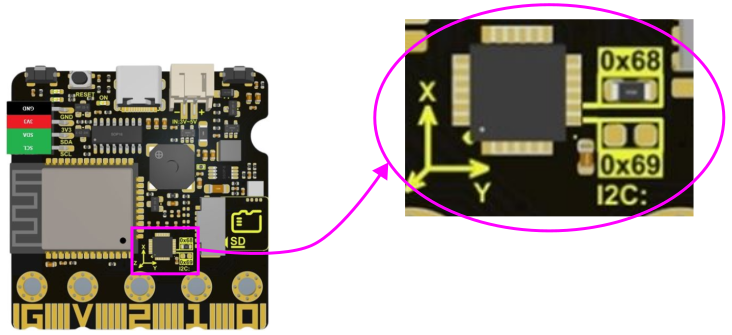 RESET
ON
IN:3V~5V
GND
3V3
SDA
SCL
GND
3V3
SDA
SCL
SD
X
Z
Y
0x68
0x69
I2C:
G
V
2
1
0
0x68
X
Y
0x69
I2C: